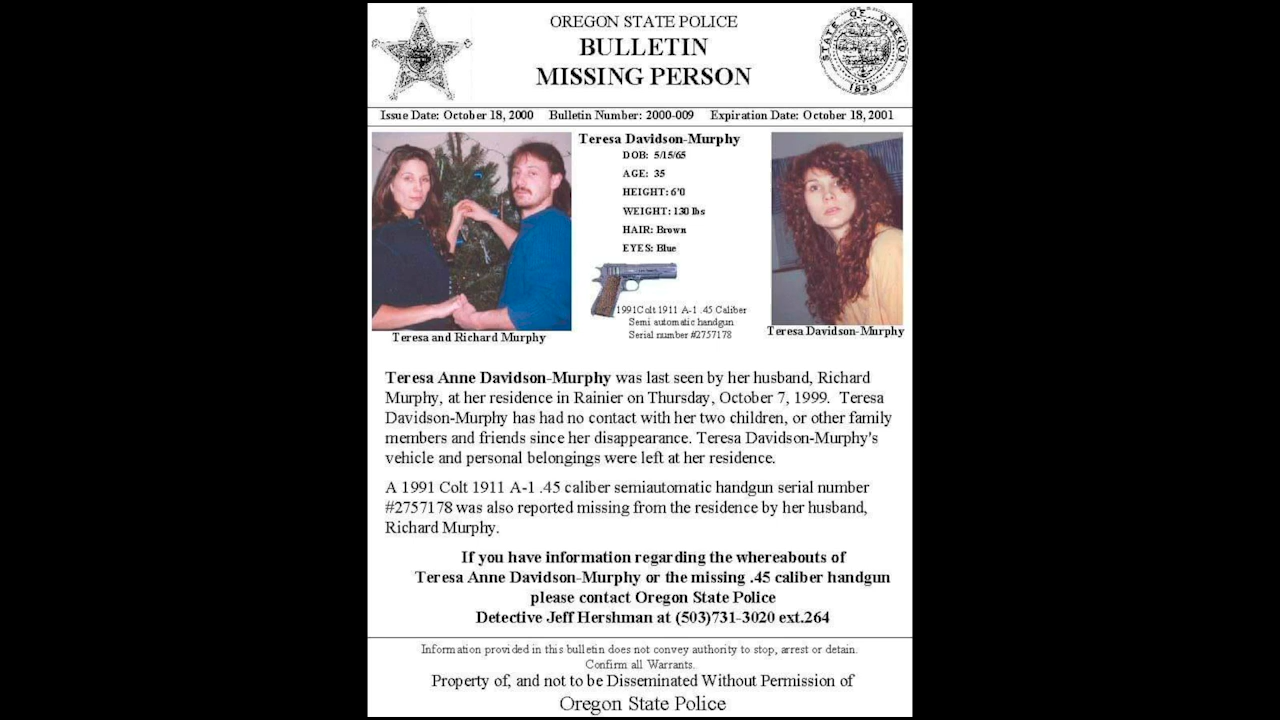 OREGON STATE POLICE
BULLETIN
MISSING PERSON
STATE OF OREGON
1859
Issue Date: October 18, 2000 Bulletin Number: 2000-009 Expiration Date: October 18, 2001
Teresa Davidson-Murphy
DOB: 5/15/65
AGE: 35
HEIGHT: 6'0
WEIGHT: 130 lbs
HAIR: Brown
EYES: Blue
1991Colt 1911 A-1 .45 Caliber
Semi automatic handgun
Serial number #2757178
Teresa and Richard Murphy
Teresa Davidson-Murphy
Teresa Anne Davidson-Murphy was last seen by her husband, Richard
Murphy, at her residence in Rainier on Thursday, October 7, 1999. Teresa
Davidson-Murphy has had no contact with her two children, or other family
members and friends since her disappearance. Teresa Davidson-Murphy's
vehicle and personal belongings were left at her residence.
A 1991 Colt 1911 A-1 .45 caliber semiautomatic handgun serial number
#2757178 was also reported missing from the residence by her husband,
Richard Murphy.
If you have information regarding the whereabouts of
Teresa Anne Davidson-Murphy or the missing .45 caliber handgun
please contact Oregon State Police
Detective Jeff Hershman at (503)731-3020 ext.264
Information provided in this bulletin does not convey authority to stop, arrest or detain.
Confirm all Warrants.
Property of, and not to be Disseminated Without Permission of
Oregon State Police